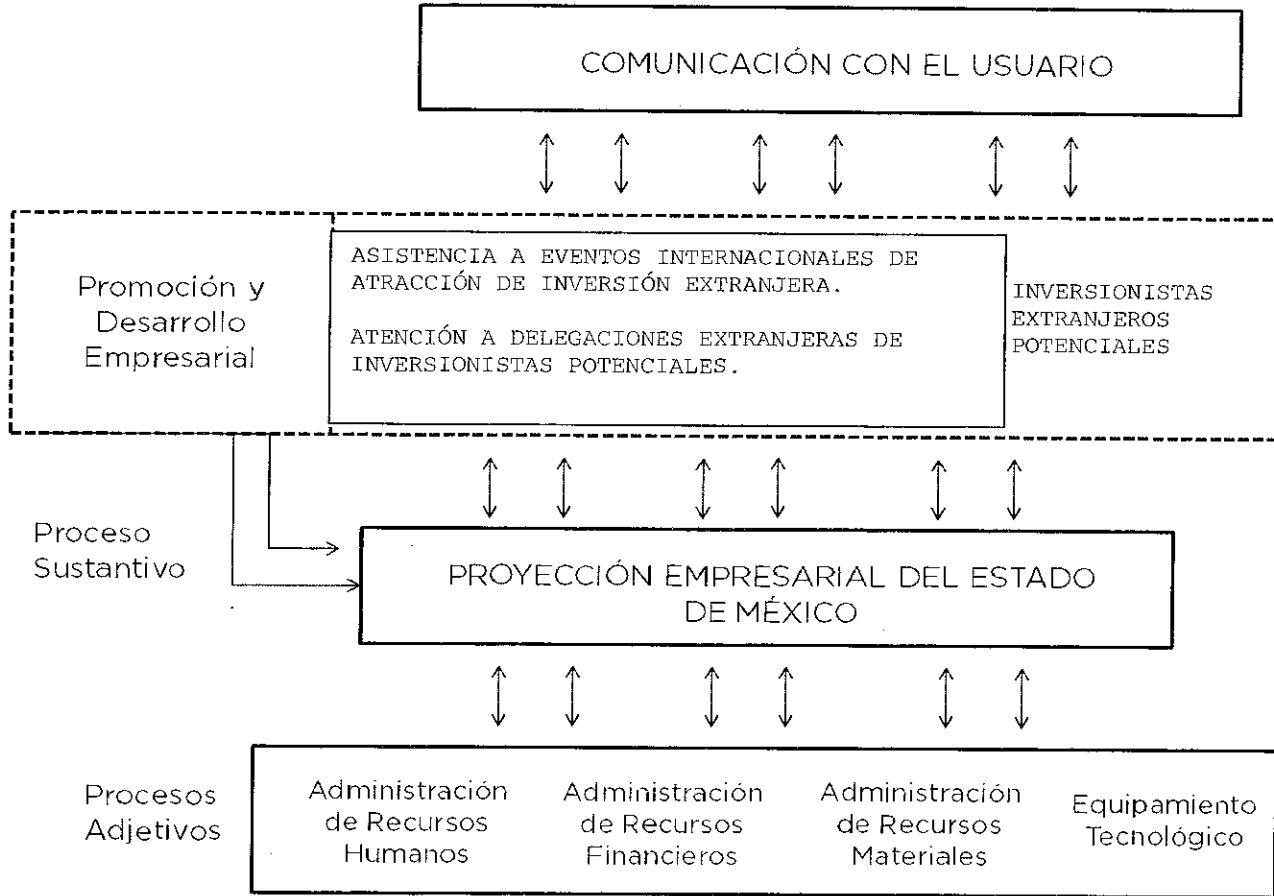 COMUNICACIÓN CON EL USUARIO
Promoción y
Desarrollo
Empresarial
ASISTENCIA A EVENTOS INTERNACIONALES DE
ATRACCIÓN DE INVERSIÓN EXTRANJERA.
ATENCIÓN A DELEGACIONES EXTRANJERAS DE
INVERSIONISTAS POTENCIALES.
INVERSIONISTAS
EXTRANJEROS
POTENCIALES
Proceso
Sustantivo
PROYECCIÓN EMPRESARIAL DEL ESTADO
DE MÉXICO
Procesos
Adjetivos
Administración
de Recursos
Humanos
Administración
de Recursos
Financieros
Administración
de Recursos
Materiales
Equipamiento
Tecnológico